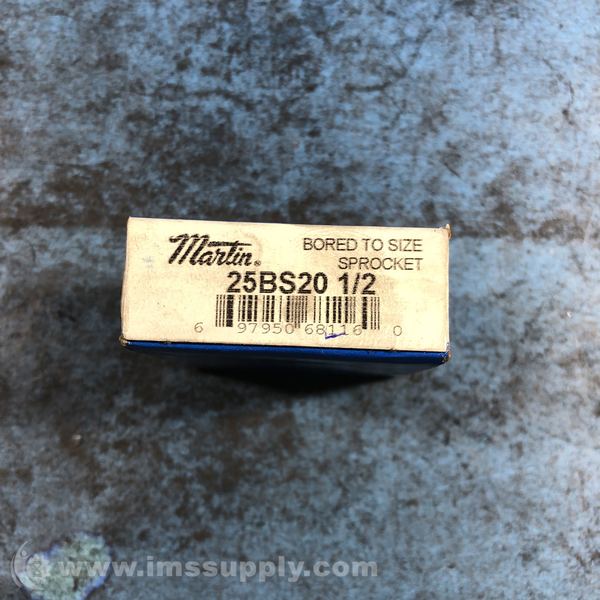 Martin®
BORED TO SIZE
SPROCKET
25BS20 1/2
6 97950 68116 0
© www.imssupply.com